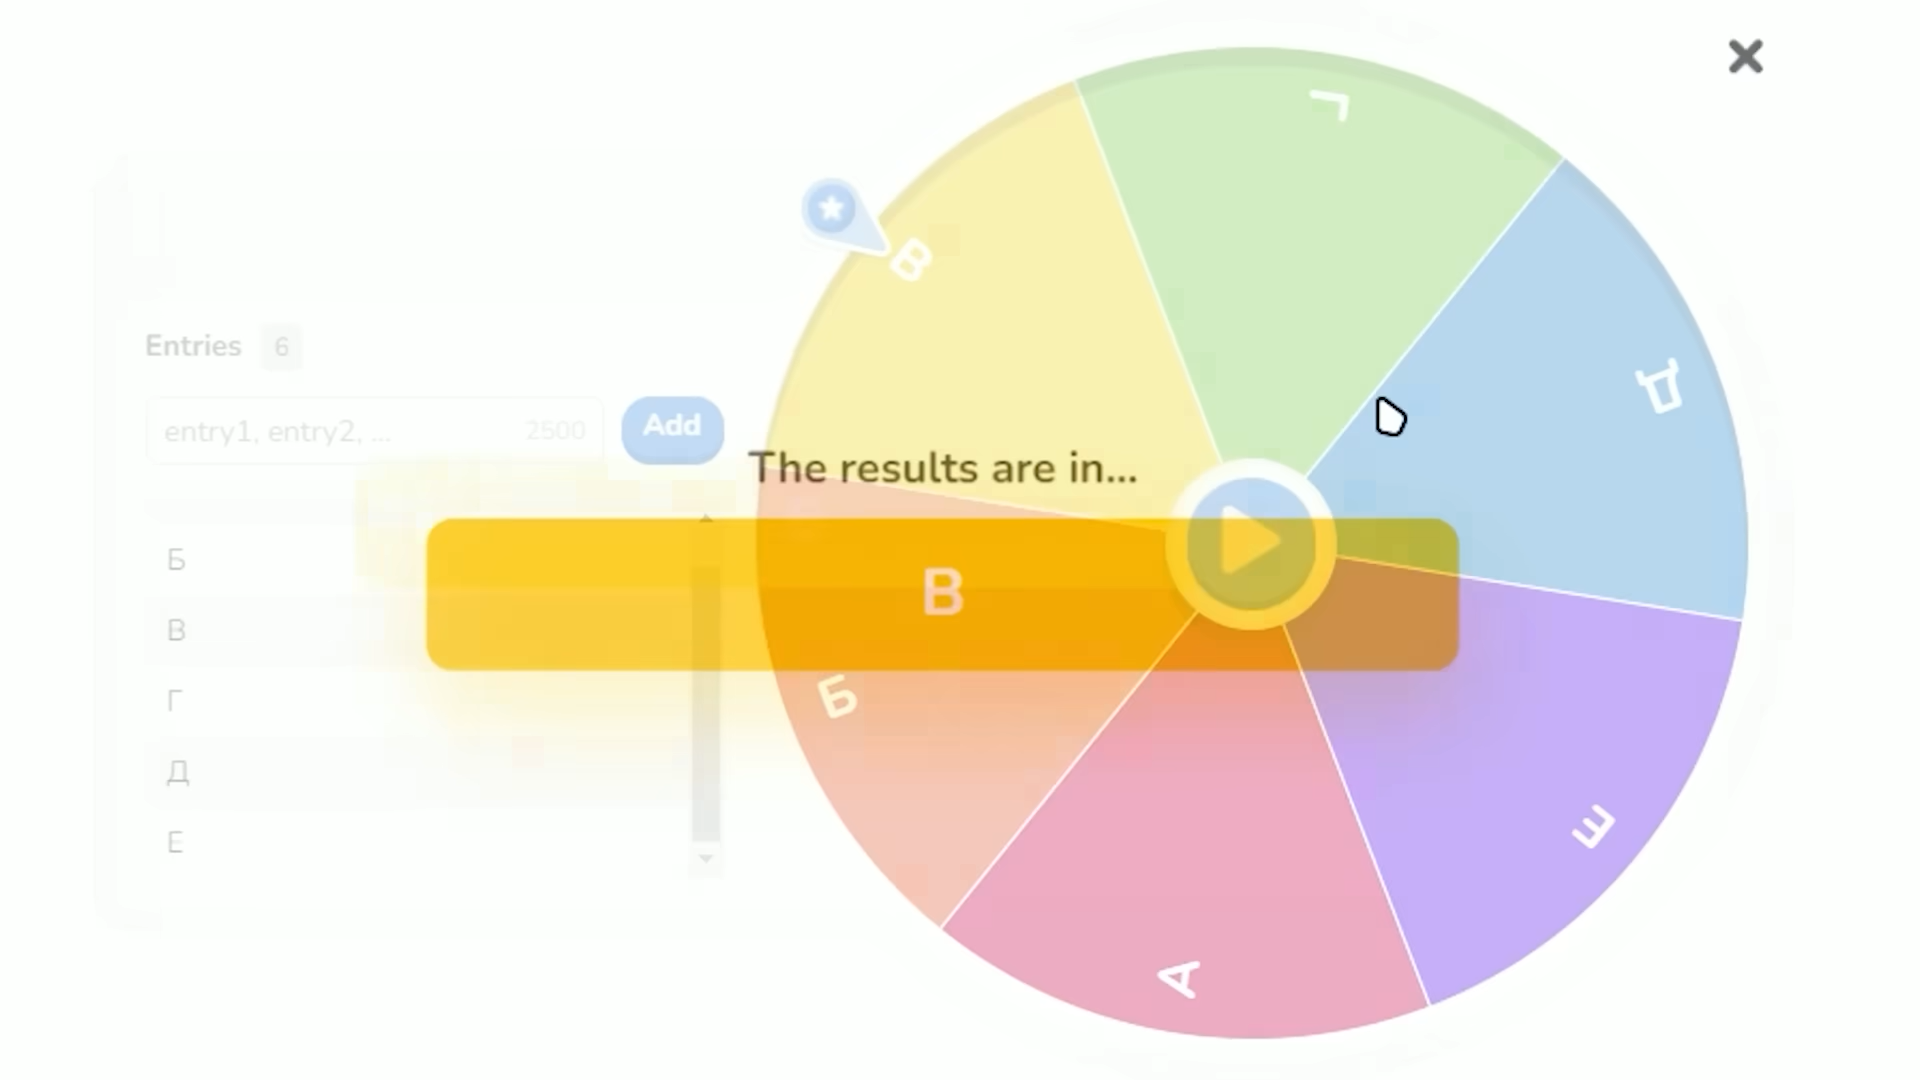 Г
В
Д
Entries 6
entry1, entry2, ... 2500 Add
The results are in...
Б
В
В
Г
Б
Д
Е
Е
А